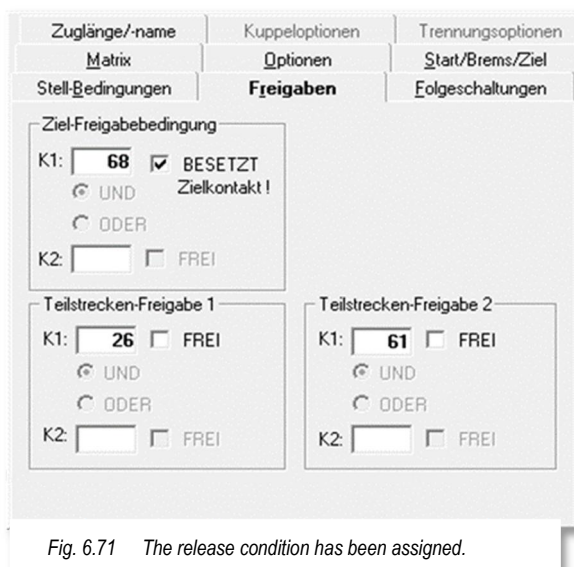 Zuglänge/-name Kuppeloptionen Trennungsoptionen
Matrix Optionen Start/Brems/Ziel
Stell-Bedingungen Freigaben Folgeschaltungen
Ziel-Freigabebedingung
K1: 68 BESETZT
UND Zielkontakt !
ODER
K2: FREI
Teilstrecken-Freigabe 1
K1: 26 FREI
UND
ODER
K2: FREI
Teilstrecken-Freigabe 2
K1: 61 FREI
UND
ODER
K2: FREI
Fig. 6.71 The release condition has been assigned.